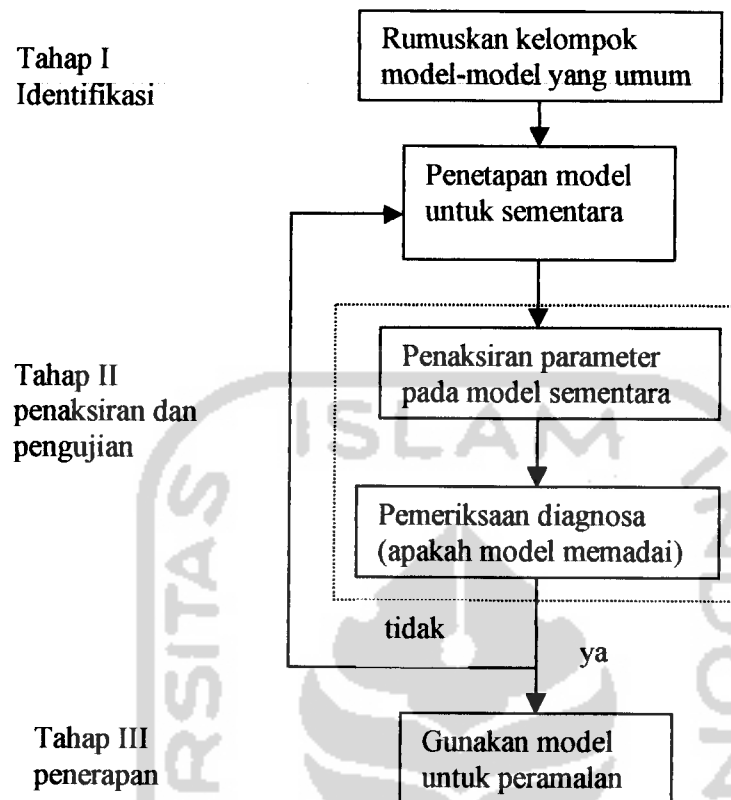 Tahap I
Identifikasi
Rumuskan kelompok
model-model yang umum
Penetapan model
untuk sementara
Tahap II
penaksiran dan
pengujian
Penaksiran parameter
pada model sementara
Pemeriksaan diagnosa
(apakah model memadai)
tidak
ya
Tahap III
penerapan
Gunakan model
untuk peramalan
ISLAM